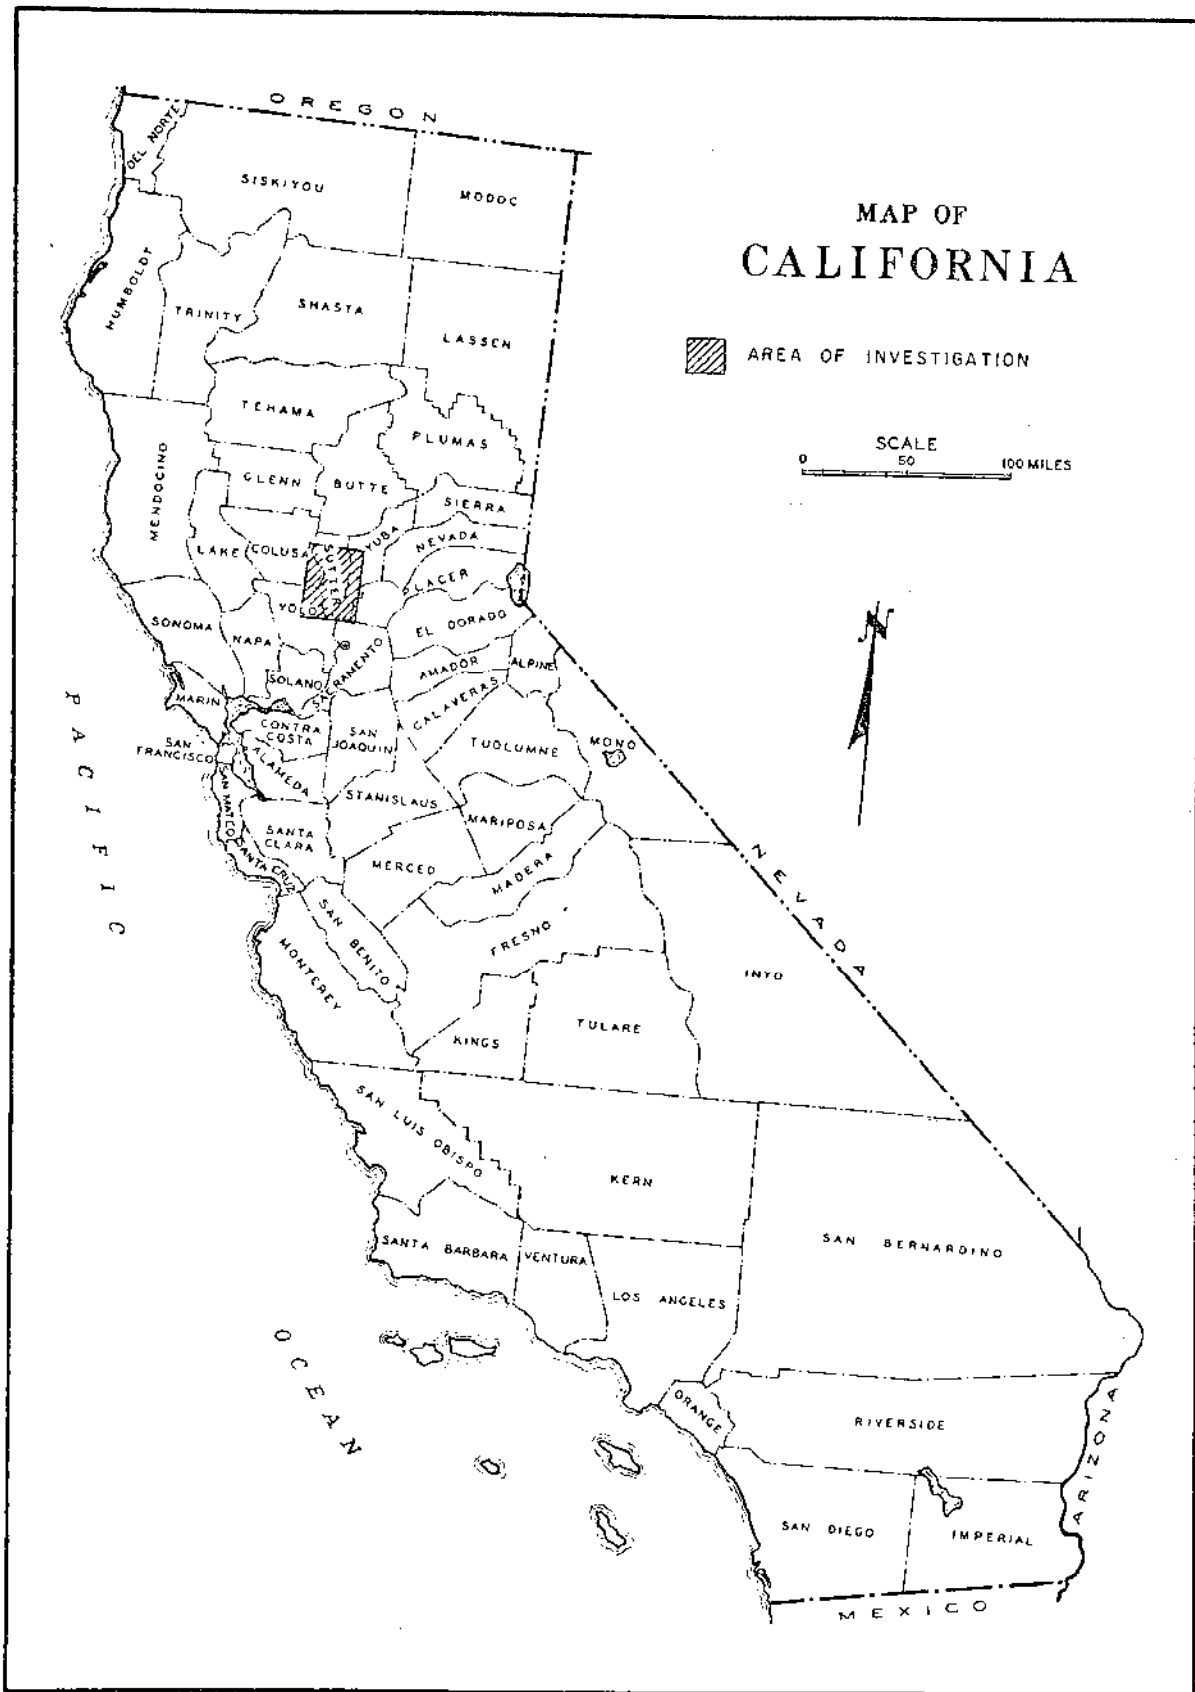 OREGON
DEL NORTE
SISKIYOU
MODOC
MAP OF
CALIFORNIA
HUMBOLDT
TRINITY
SHASTA
LASSEN
AREA OF INVESTIGATION
TEHAMA
PLUMAS
SCALE
0 50 100 MILES
MENDOCINO
GLENN
BUTTE
SIERRA
LAKE
COLUSA
SUTTER
YUBA
NEVADA
PLACER
YOLO
SONOMA
NAPA
EL DORADO
N
SOLANO
SACRAMENTO
AMADOR
ALPINE
MARIN
CALAVERAS
CONTRA
COSTA
SAN
JOAQUIN
TUOLUMNE
MONO
SAN
FRANCISCO
ALAMEDA
SAN MATEO
STANISLAUS
MARIPOSA
SANTA
CLARA
SANTA CRUZ
MERCED
MADERA
NEVADA
PACIFIC
SAN BENITO
FRESNO
MONTEREY
INYO
KINGS
TULARE
SAN LUIS OBISPO
KERN
SANTA BARBARA
VENTURA
LOS ANGELES
SAN BERNARDINO
OCEAN
ORANGE
RIVERSIDE
ARIZONA
SAN DIEGO
IMPERIAL
MEXICO